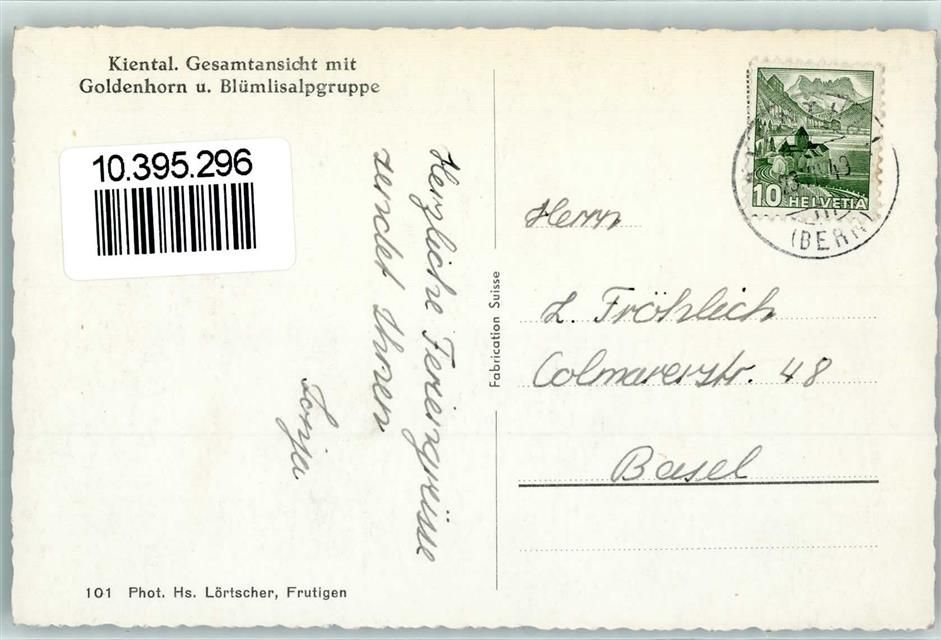 Kiental. Gesamtansicht mit
Goldenhorn u. Blümlisalpgruppe
10.395.296
Herzliche Feriengrüsse
sendet Ihnen
Sonja
Fabrication Suisse
10 HELVETIA
(BERN)
Herrn
L. Fröhlich
Colmarerstr. 48
Basel
101 Phot. Hs. Lörtscher, Frutigen